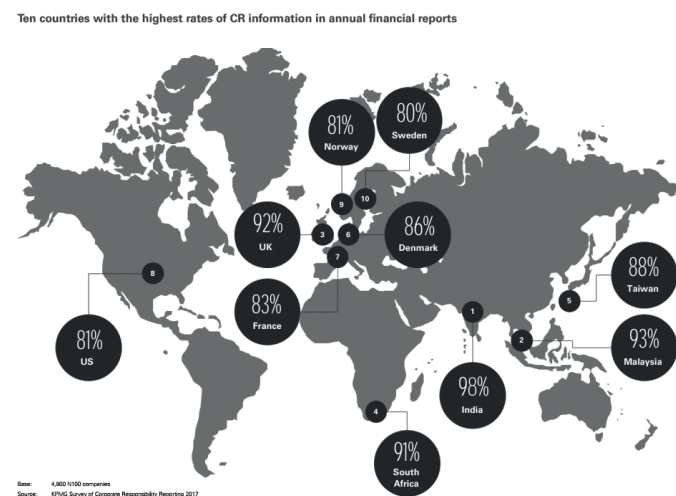 Ten countries with the highest rates of CR information in annual financial reports
81%
Norway
80%
Sweden
9
10
92%
UK
3
6
86%
Denmark
7
8
83%
France
88%
Taiwan
5
1
81%
US
2
93%
Malaysia
98%
India
4
91%
South
Africa
Base: 4,900 N100 companies
Source: KPMG Survey of Corporate Responsibility Reporting 2017